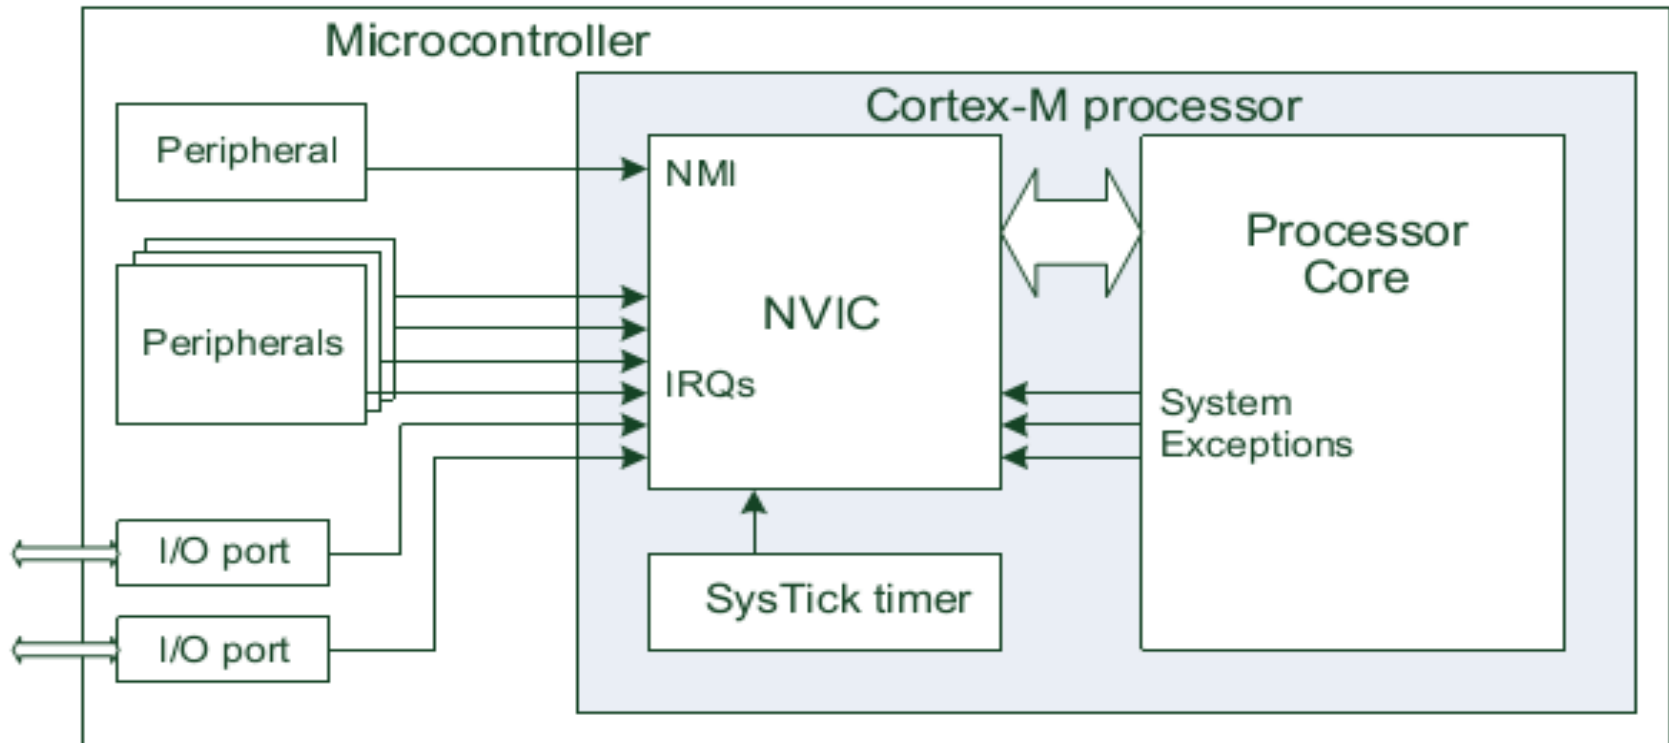 Microcontroller
Cortex-M processor
Peripheral
NMI
Processor
Core
NVIC
Peripherals
IRQs
System
Exceptions
I/O port
SysTick timer
I/O port